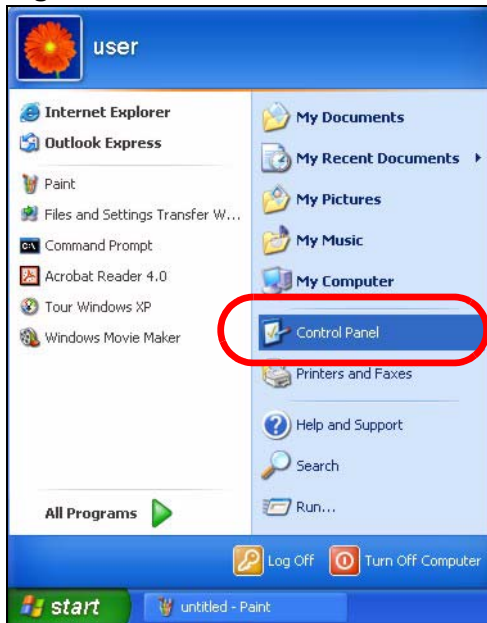 user
Internet Explorer
Outlook Express
Paint
Files and Settings Transfer W...
Command Prompt
Acrobat Reader 4.0
Tour Windows XP
Windows Movie Maker
All Programs
My Documents
My Recent Documents
My Pictures
My Music
My Computer
Control Panel
Printers and Faxes
Help and Support
Search
Run...
Log Off
Turn Off Computer
start
untitled - Paint